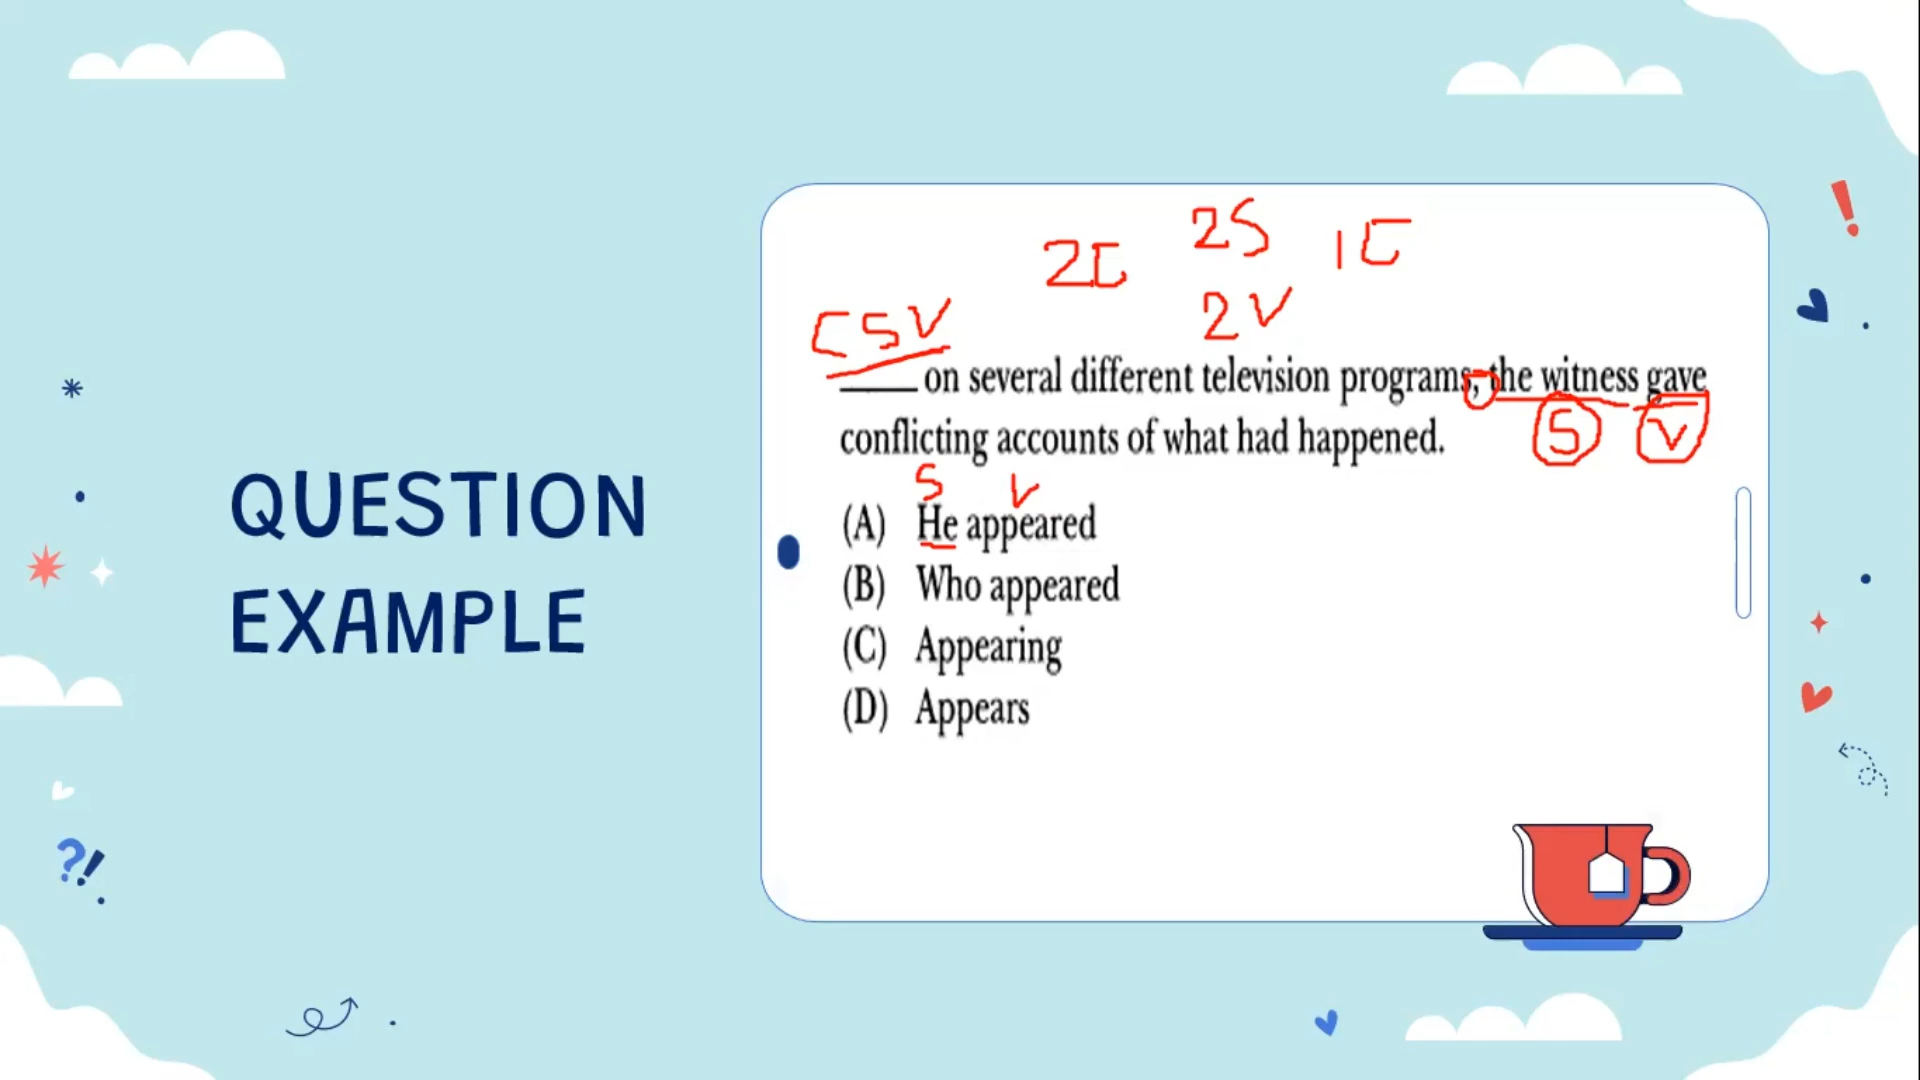 QUESTION
EXAMPLE
2C 2S 1C
2V
CSV
____ on several different television programs, the witness gave
conflicting accounts of what had happened.
S V
S V
(A) He appeared
(B) Who appeared
(C) Appearing
(D) Appears
?!
!